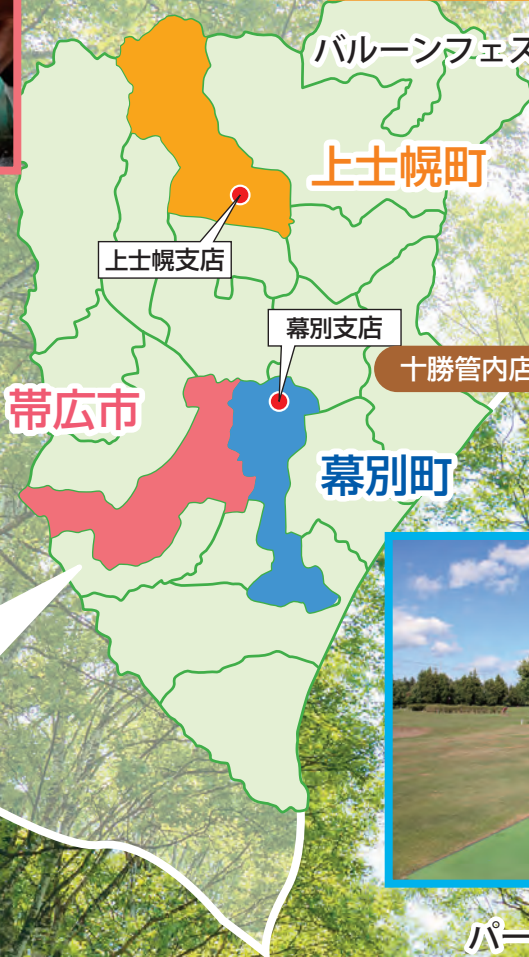 バルーンフェス
上士幌町
上士幌支店
幕別支店
十勝管内店
帯広市
幕別町
パー